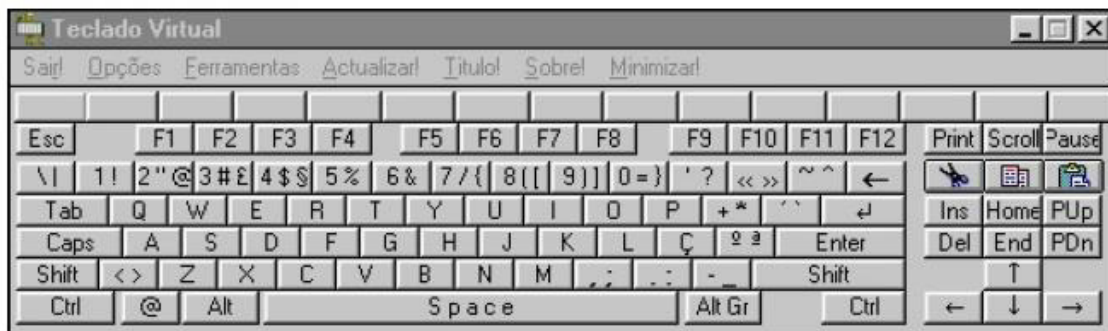 Teclado Virtual
Sair! Opções Ferramentas Actualizar! Titulo! Sobre! Minimizar!
Esc F1 F2 F3 F4 F5 F6 F7 F8 F9 F10 F11 F12 Print Scroll Pause
\| 1! 2"@ 3#£ 4$§ 5% 6& 7/{ 8([ 9)] 0=} '? «» ~^ ←
Tab Q W E R T Y U I O P +* ´` ↵ Ins Home PUp
Caps A S D F G H J K L Ç ºª Enter Del End PDn
Shift <> Z X C V B N M ,; .: -_ Shift ↑
Ctrl @ Alt Space Alt Gr Ctrl ← ↓ →